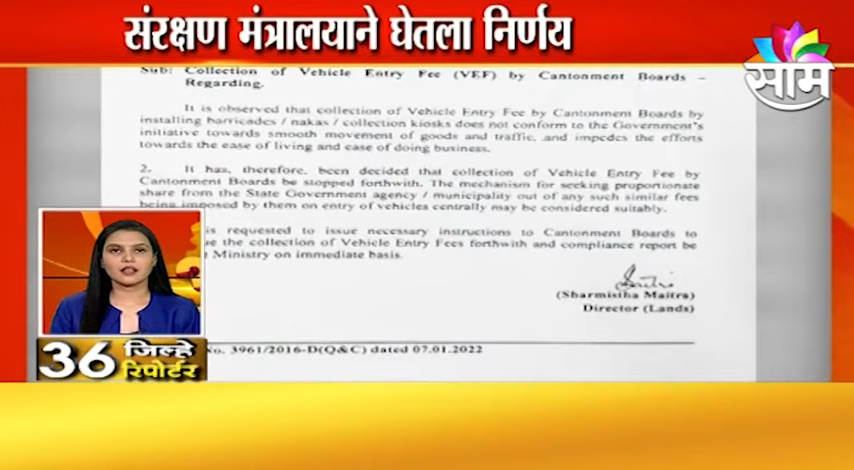 संरक्षण मंत्रालयाने घेतला निर्णय
साम
Sub: Collection of Vehicle Entry Fee (VEF) by Cantonment Boards –
Regarding.
It is observed that collection of Vehicle Entry Fee by Cantonment Boards by
installing barricades / nakas / collection kiosks does not conform to the Government's
initiative towards smooth movement of goods and traffic, and impedes the efforts
towards the ease of living and ease of doing business.
2. It has, therefore, been decided that collection of Vehicle Entry Fee by
Cantonment Boards be stopped forthwith. The mechanism for seeking proportionate
share from the State Government agency / municipality out of any such similar fees
being imposed by them on entry of vehicles centrally may be considered suitably.
is requested to issue necessary instructions to Cantonment Boards to
the collection of Vehicle Entry Fees forthwith and compliance report be
Ministry on immediate basis.
(Sharmistha Maitra)
Director (Lands)
No. 3961/2016-D(Q&C) dated 07.01.2022
36 जिल्हे
रिपोर्टर